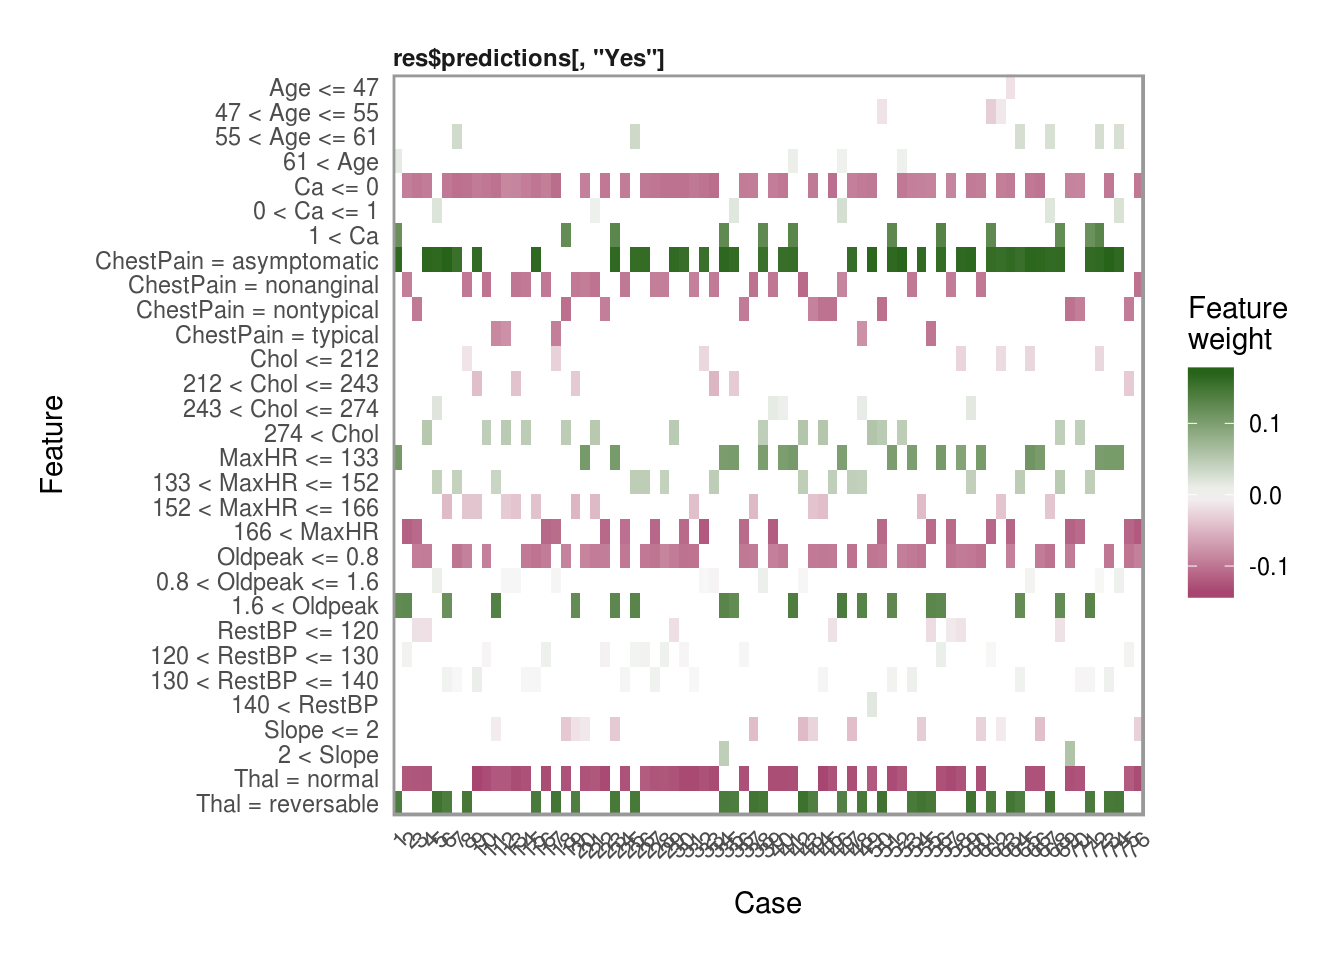 res$predictions[, "Yes"]
Age <= 47
47 < Age <= 55
55 < Age <= 61
61 < Age
Ca <= 0
0 < Ca <= 1
1 < Ca
ChestPain = asymptomatic
ChestPain = nonanginal
ChestPain = nontypical
ChestPain = typical
Chol <= 212
212 < Chol <= 243
243 < Chol <= 274
274 < Chol
MaxHR <= 133
133 < MaxHR <= 152
152 < MaxHR <= 166
166 < MaxHR
Oldpeak <= 0.8
0.8 < Oldpeak <= 1.6
1.6 < Oldpeak
RestBP <= 120
120 < RestBP <= 130
130 < RestBP <= 140
140 < RestBP
Slope <= 2
2 < Slope
Thal = normal
Thal = reversable
Feature
Case
Feature
weight
0.1
0.0
-0.1